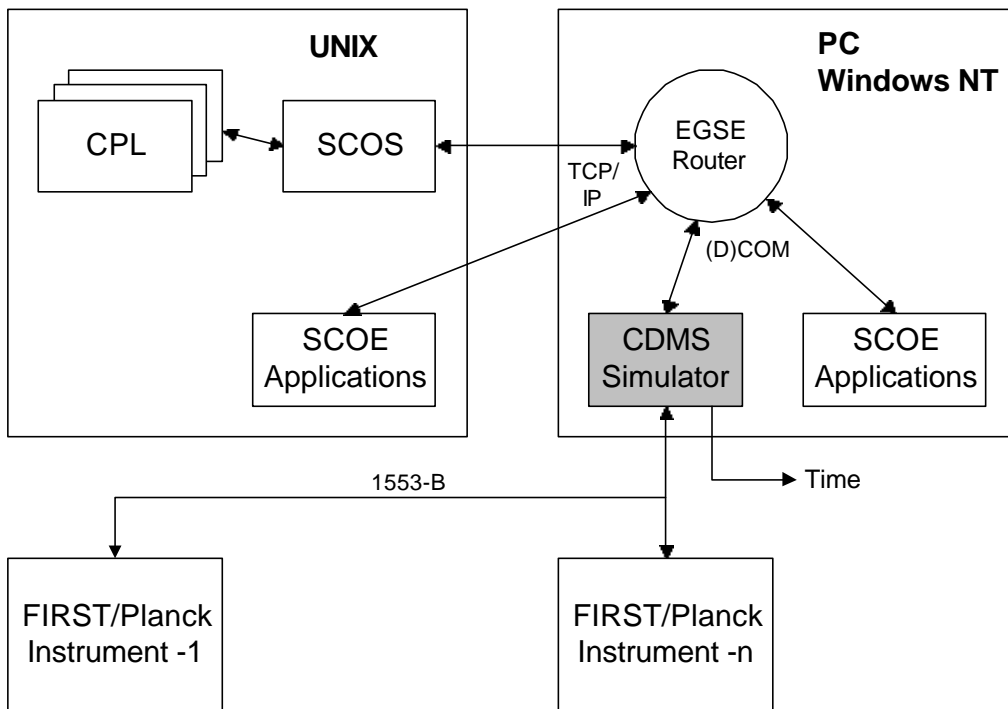 UNIX
PC
Windows NT
CPL
SCOS
EGSE
Router
TCP/
IP
(D)COM
SCOE
Applications
CDMS
Simulator
SCOE
Applications
1553-B
Time
FIRST/Planck
Instrument -1
FIRST/Planck
Instrument -n